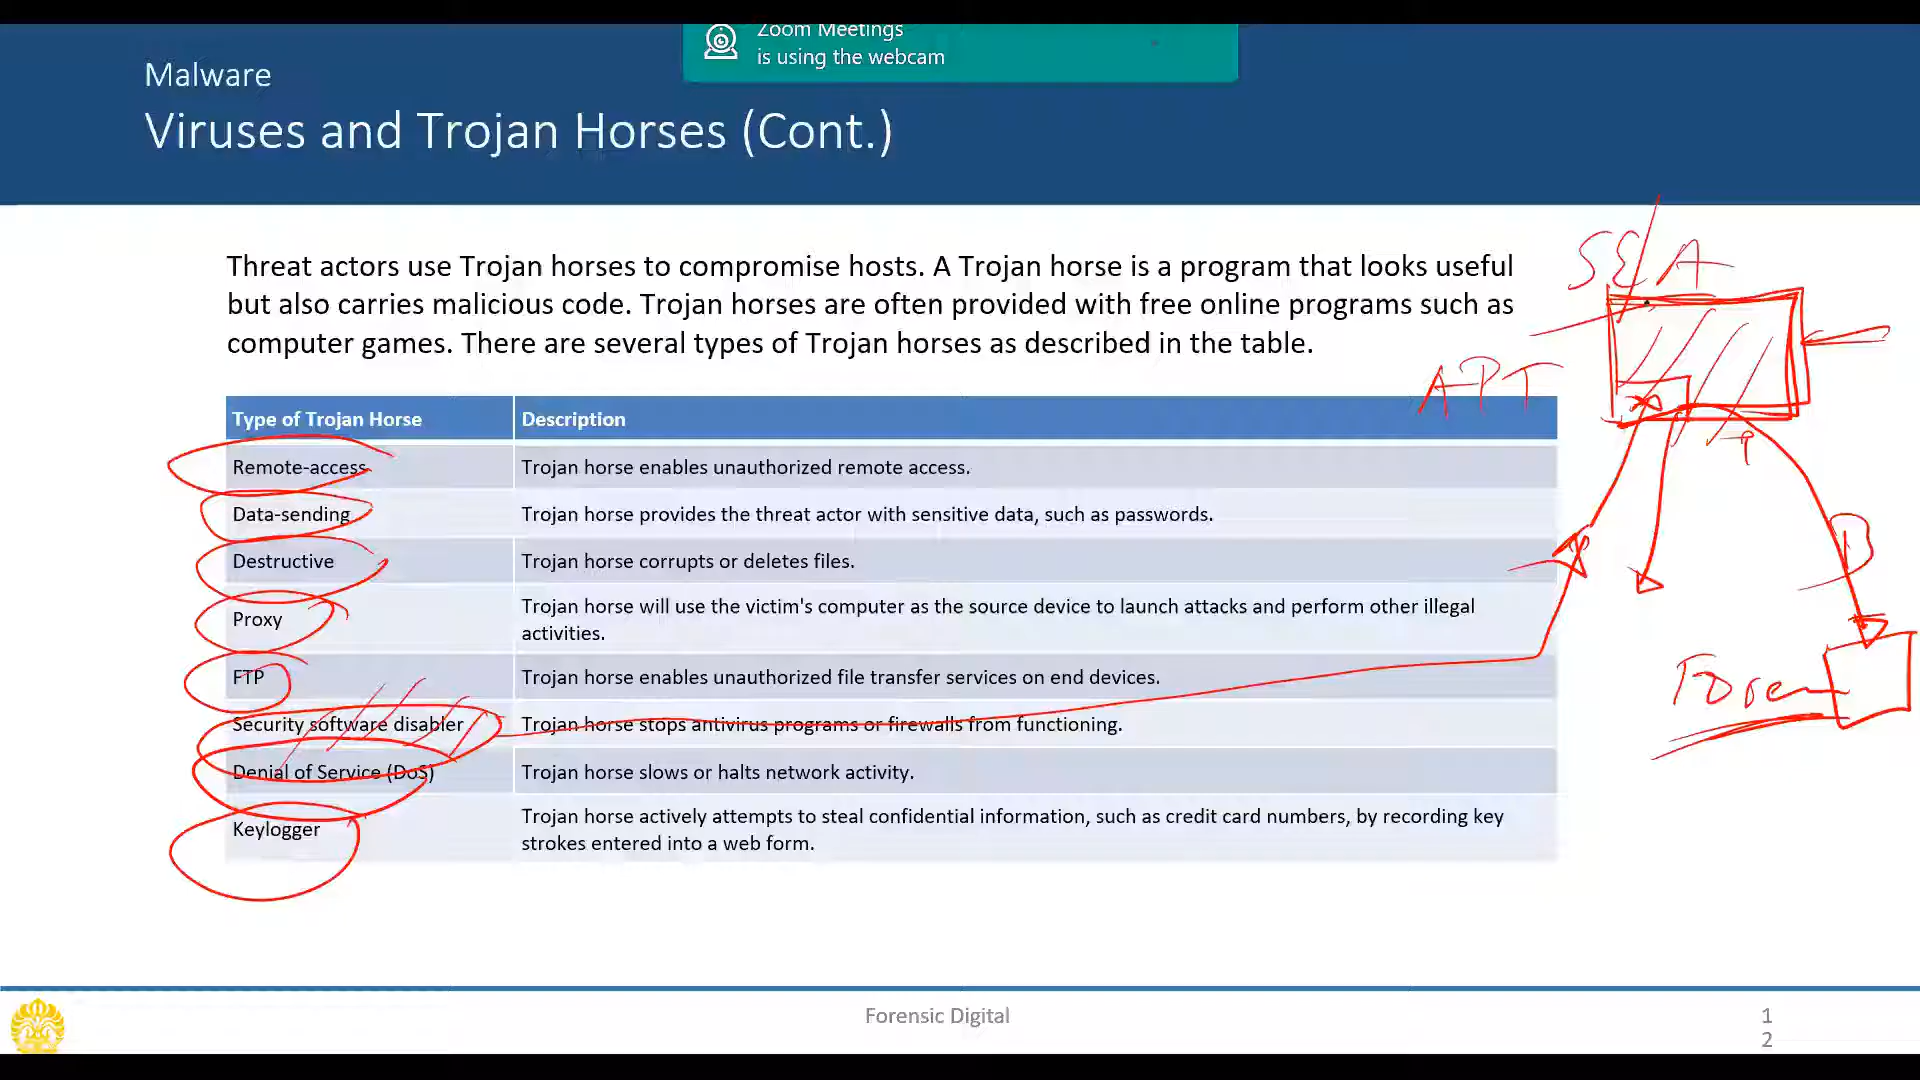 Zoom Meetings
is using the webcam
Malware
Viruses and Trojan Horses (Cont.)
Threat actors use Trojan horses to compromise hosts. A Trojan horse is a program that looks useful
but also carries malicious code. Trojan horses are often provided with free online programs such as
computer games. There are several types of Trojan horses as described in the table.
APT
Type of Trojan Horse Description
Remote-access Trojan horse enables unauthorized remote access.
Data-sending Trojan horse provides the threat actor with sensitive data, such as passwords.
Destructive Trojan horse corrupts or deletes files.
Proxy Trojan horse will use the victim's computer as the source device to launch attacks and perform other illegal
activities.
FTP Trojan horse enables unauthorized file transfer services on end devices.
Security software disabler Trojan horse stops antivirus programs or firewalls from functioning.
Denial of Service (DoS) Trojan horse slows or halts network activity.
Keylogger Trojan horse actively attempts to steal confidential information, such as credit card numbers, by recording key
strokes entered into a web form.
Forensic Digital
1
2